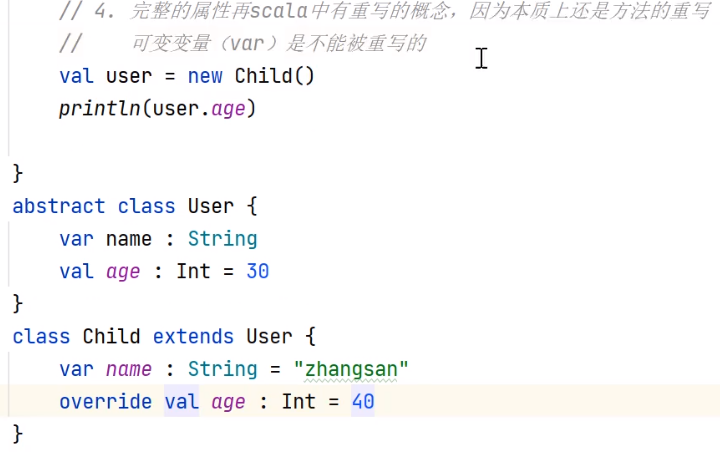 // 4. 完整的属性再scala中有重写的概念，因为本质上还是方法的重写
//    可变变量（var）是不能被重写的
val user = new Child()
println(user.age)
}
abstract class User {
var name : String
val age : Int = 30
}
class Child extends User {
var name : String = "zhangsan"
override val age : Int = 40
}